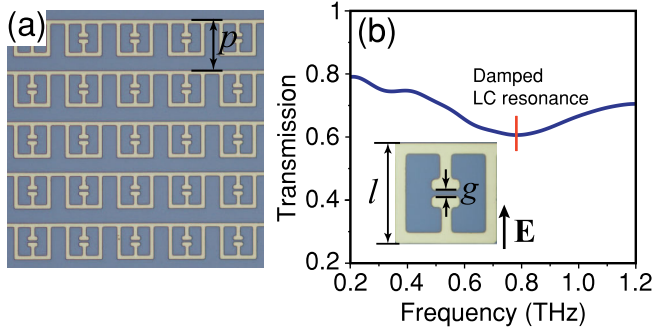 (a)
p
(b)
1
0.8
0.6
0.4
0.2
Transmission
Damped
LC resonance
l
g
E
0.2 0.4 0.6 0.8 1.0 1.2
Frequency (THz)